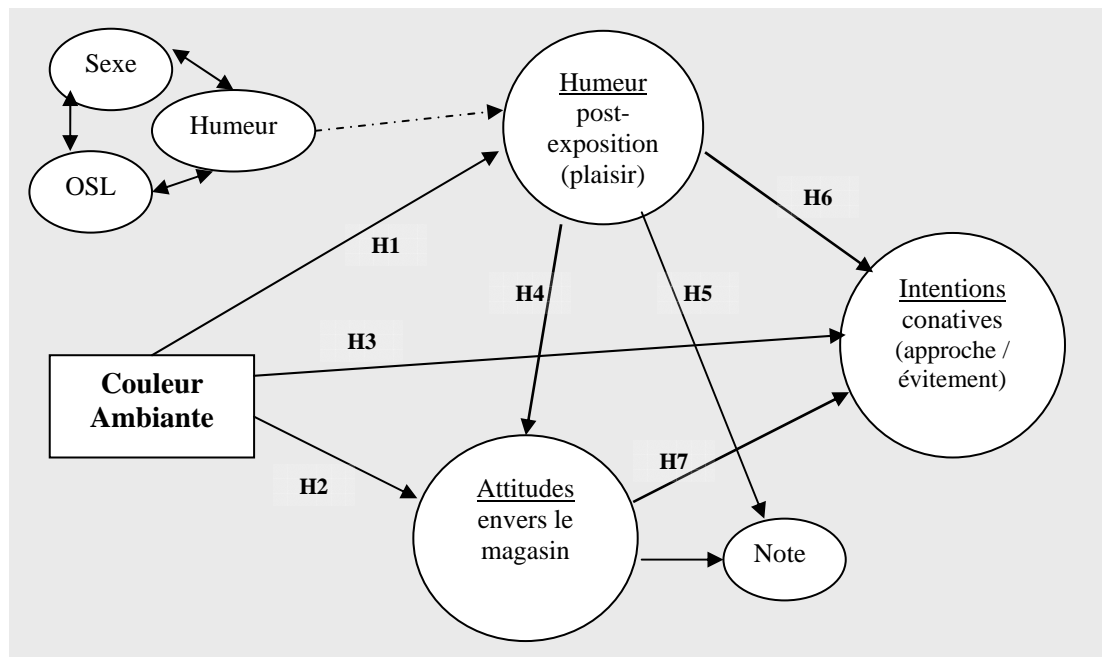 Sexe
Humeur
OSL
Humeur
post-
exposition
(plaisir)
H6
H1
H4
H5
Intentions
conatives
(approche /
évitement)
H3
Couleur
Ambiante
H2
H7
Attitudes
envers le
magasin
Note